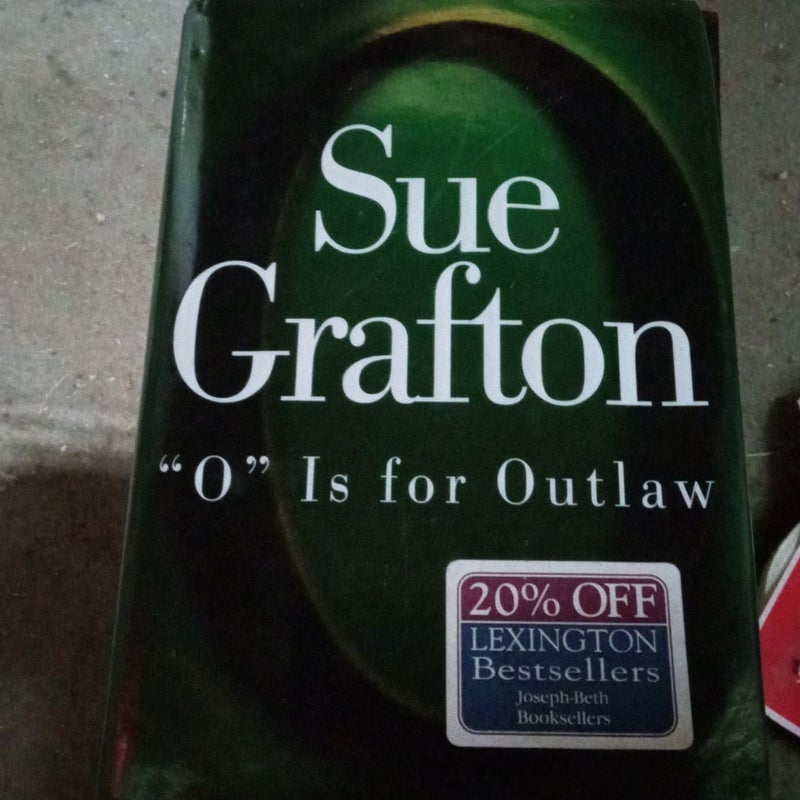 Sue
Grafton
“O” Is for Outlaw
20% OFF
LEXINGTON
Bestsellers
Joseph-Beth
Booksellers